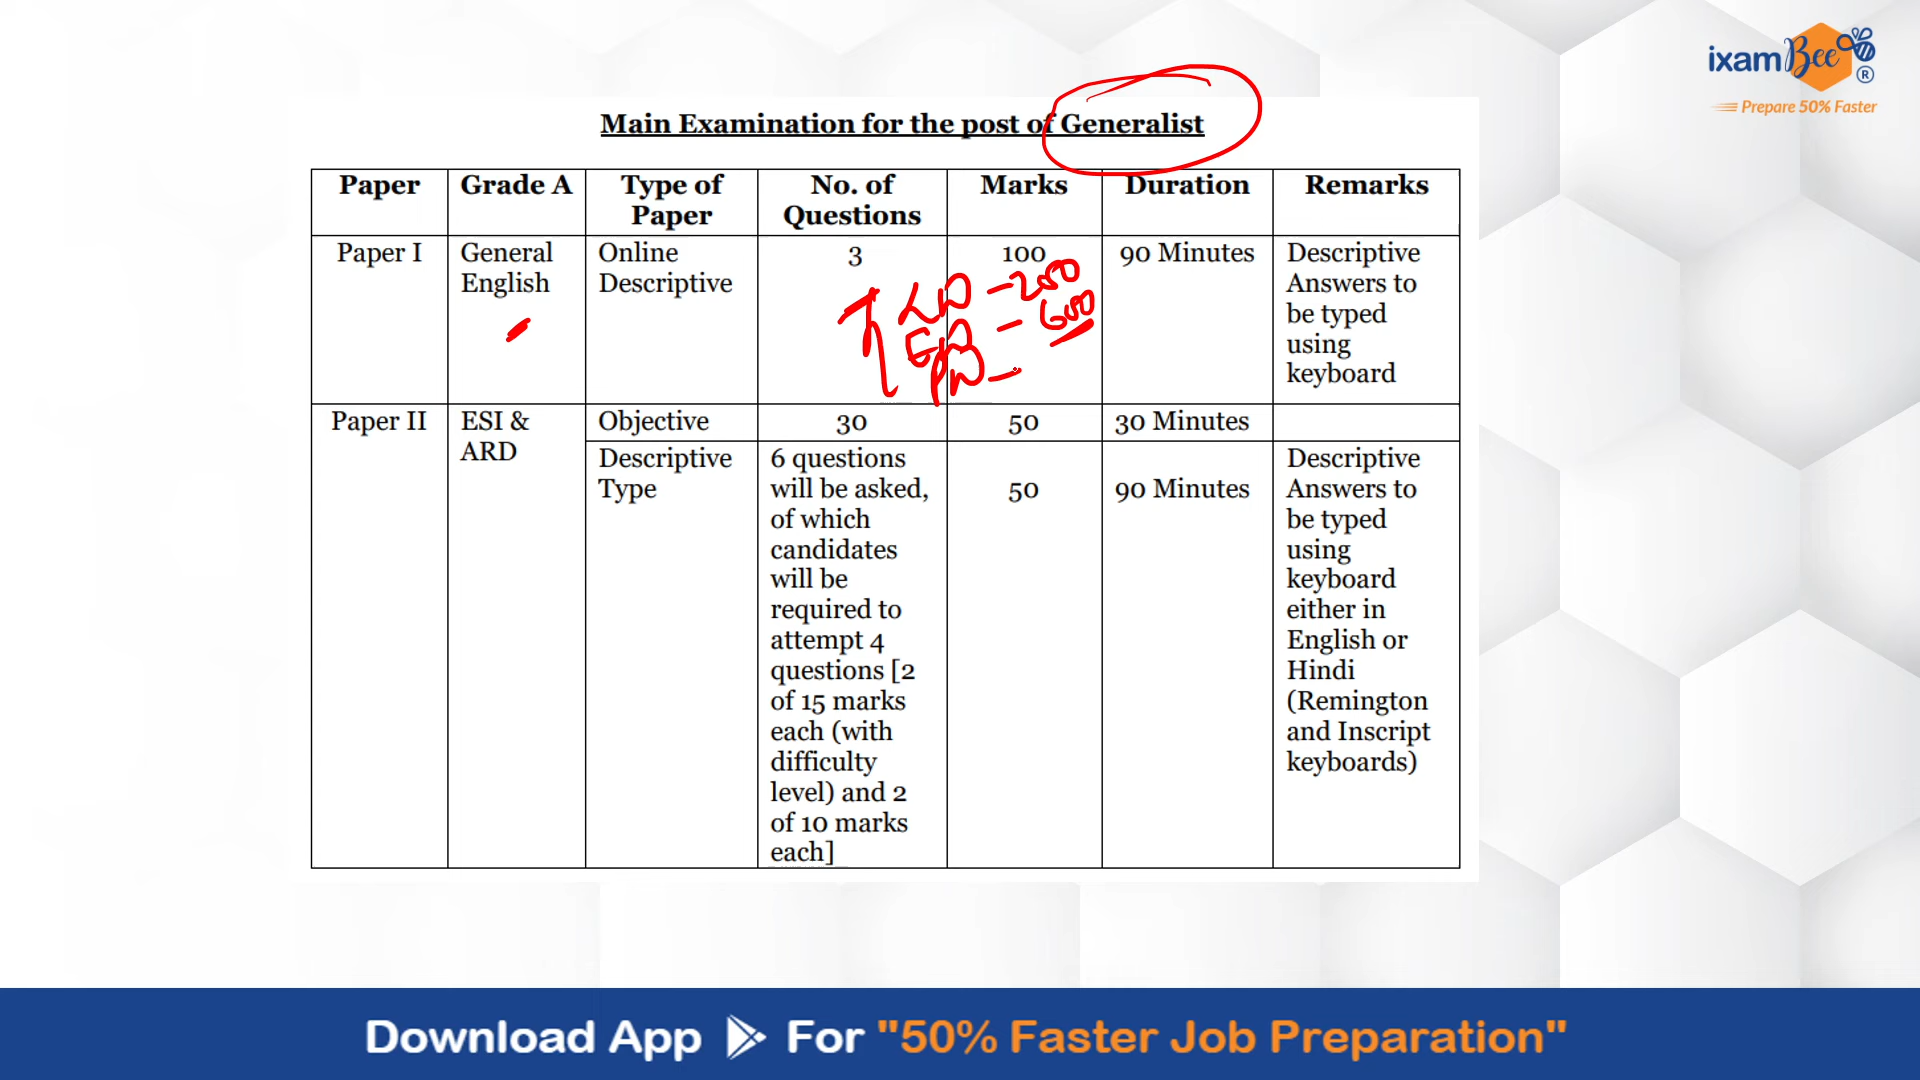 ixamBee
®
Prepare 50% Faster
Main Examination for the post of Generalist
Paper
Grade A
Type of
Paper
No. of
Questions
Marks
Duration
Remarks
Paper I
General
English
Online
Descriptive
3
100
90 Minutes
Descriptive
Answers to
be typed
using
keyboard
250
600
Paper II
ESI &
ARD
Objective
30
50
30 Minutes
Descriptive
Type
6 questions
will be asked,
of which
candidates
will be
required to
attempt 4
questions [2
of 15 marks
each (with
difficulty
level) and 2
of 10 marks
each]
50
90 Minutes
Descriptive
Answers to
be typed
using
keyboard
either in
English or
Hindi
(Remington
and Inscript
keyboards)
Download App For "50% Faster Job Preparation"